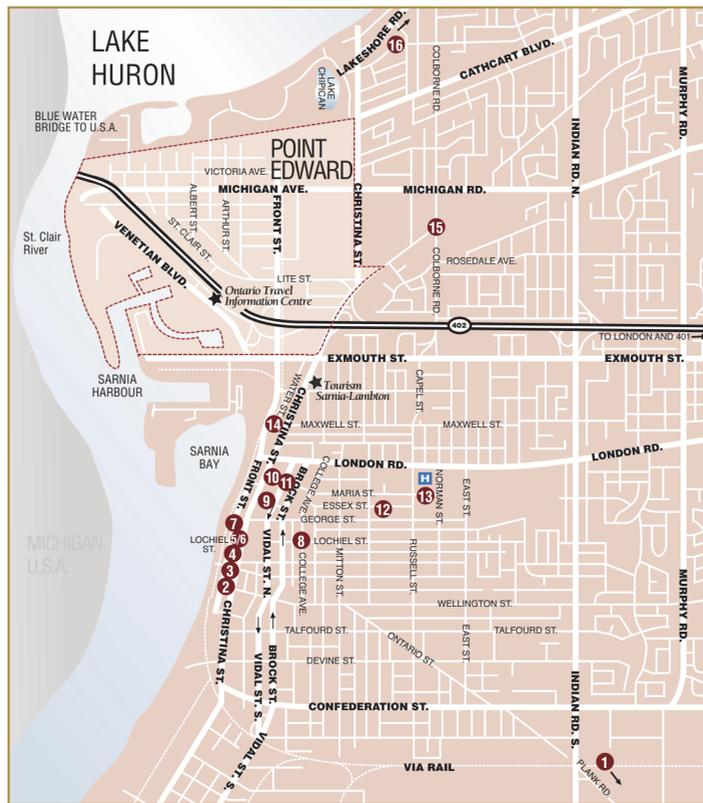 LAKE
HURON
LAKESHORE RD.
16
COLBORNE RD.
CATHCART BLVD.
MURPHY RD.
LAKE
CHIPICAN
BLUE WATER
BRIDGE TO U.S.A.
INDIAN RD. N.
POINT
EDWARD
VICTORIA AVE.
MICHIGAN AVE.
MICHIGAN RD.
ALBERT ST.
ARTHUR ST.
FRONT ST.
CHRISTINA ST.
ST. CLAIR ST.
15
St. Clair
River
VENETIAN BLVD.
COLBORNE RD.
ROSEDALE AVE.
LITE ST.
Ontario Travel
Information Centre
402
TO LONDON AND 401
EXMOUTH ST.
EXMOUTH ST.
SARNIA
HARBOUR
WATER ST.
Tourism
Sarnia-Lambton
CAPEL ST.
CHRISTINA ST.
14
MAXWELL ST.
MAXWELL ST.
SARNIA
BAY
LONDON RD.
LONDON RD.
FRONT ST.
10
11
BROCK ST.
COLLEGE AVE.
H
13
NORMAN ST.
EAST ST.
9
MARIA ST.
ESSEX ST.
12
GEORGE ST.
7
LOCHIEL
ST.
5/6
8
LOCHIEL ST.
MICHIGAN
U.S.A.
4
3
2
VIDAL ST. N.
COLLEGE AVE.
MITTON ST.
RUSSELL ST.
MURPHY RD.
WELLINGTON ST.
CHRISTINA ST.
TALFOURD ST.
ONTARIO ST.
EAST ST.
TALFOURD ST.
BROCK ST.
VIDAL ST. S.
DEVINE ST.
INDIAN RD. S.
CONFEDERATION ST.
VIDAL ST. S.
VIA RAIL
1
PLANK RD.